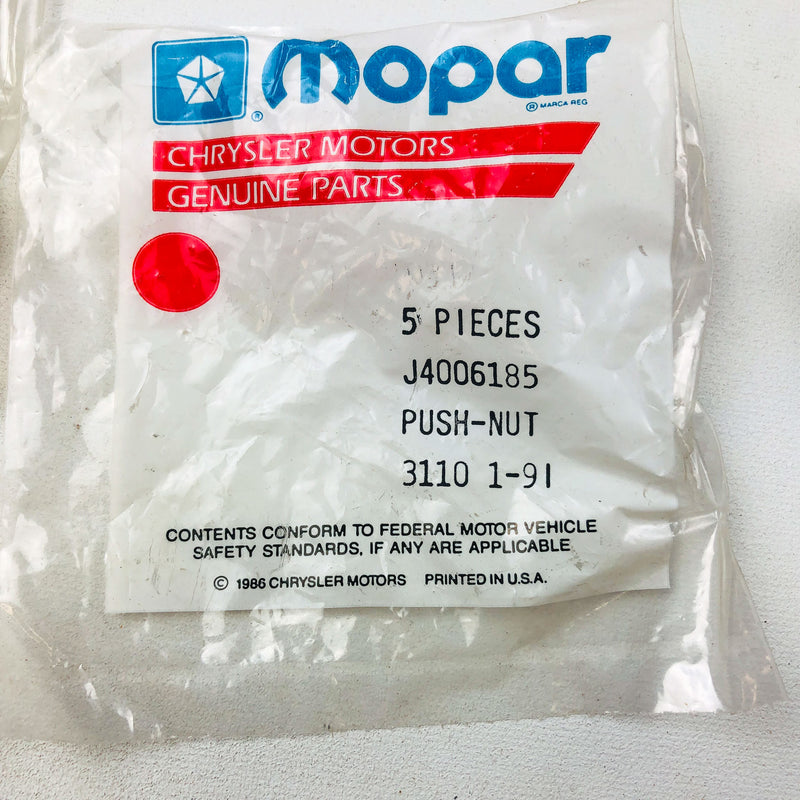 mopar
® ® MARCA REG
CHRYSLER MOTORS
GENUINE PARTS
5 PIECES
J4006185
PUSH-NUT
3110 1-91
CONTENTS CONFORM TO FEDERAL MOTOR VEHICLE
SAFETY STANDARDS, IF ANY ARE APPLICABLE
© 1986 CHRYSLER MOTORS PRINTED IN U.S.A.